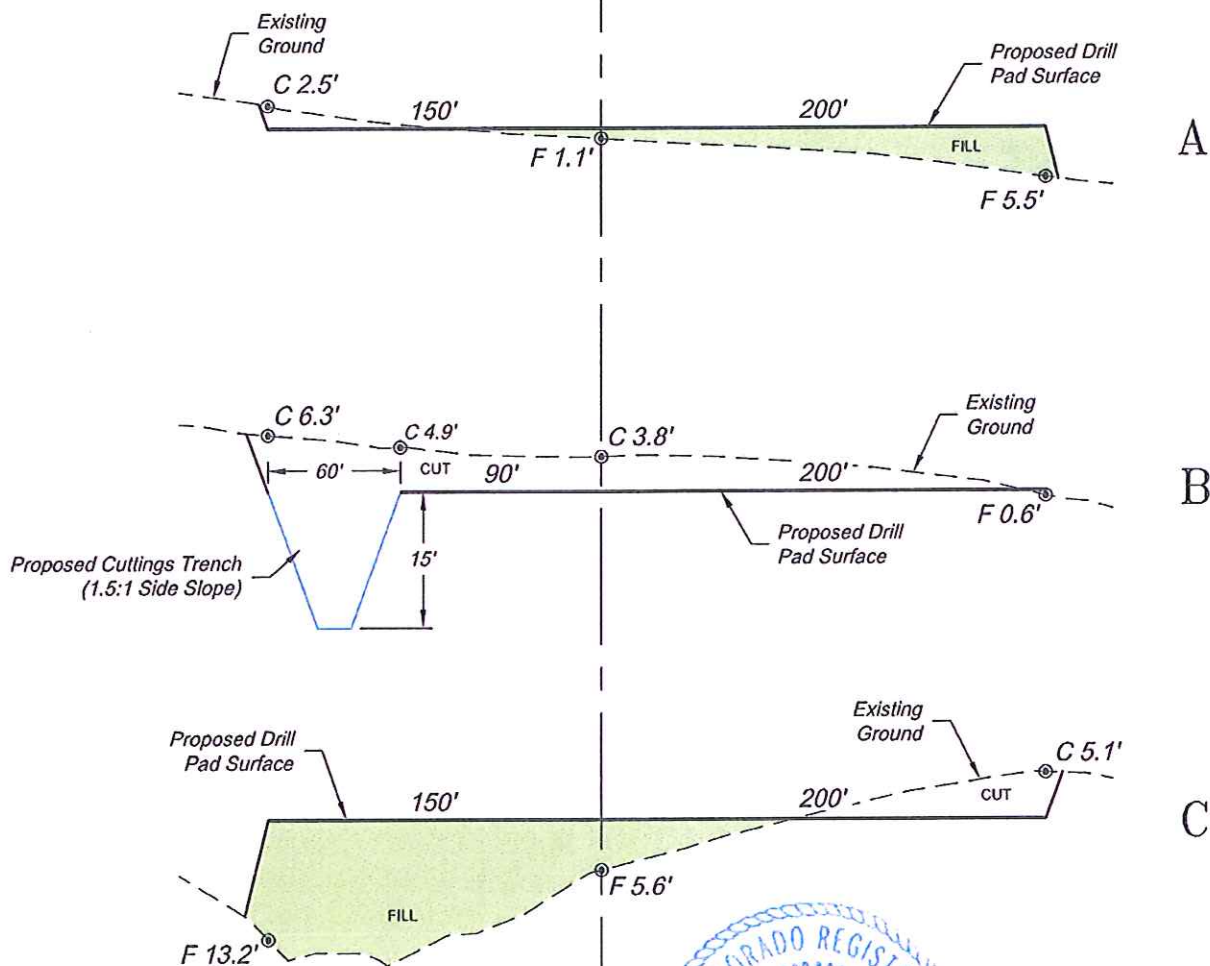 Existing
Ground
C 2.5'
150'
200'
Proposed Drill
Pad Surface
A
F 1.1'
FILL
F 5.5'
C 6.3'
C 4.9'
C 3.8'
Existing
Ground
60'
CUT
90'
200'
B
F 0.6'
Proposed Cuttings Trench
(1.5:1 Side Slope)
15'
Proposed Drill
Pad Surface
Proposed Drill
Pad Surface
Existing
Ground
C 5.1'
150'
200'
CUT
C
F 5.6'
FILL
F 13.2'